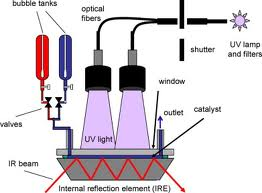 bubble tanks
optical
fibers
shutter
UV lamp
and filters
window
outlet
catalyst
valves
UV light
IR beam
Internal reflection element (IRE)